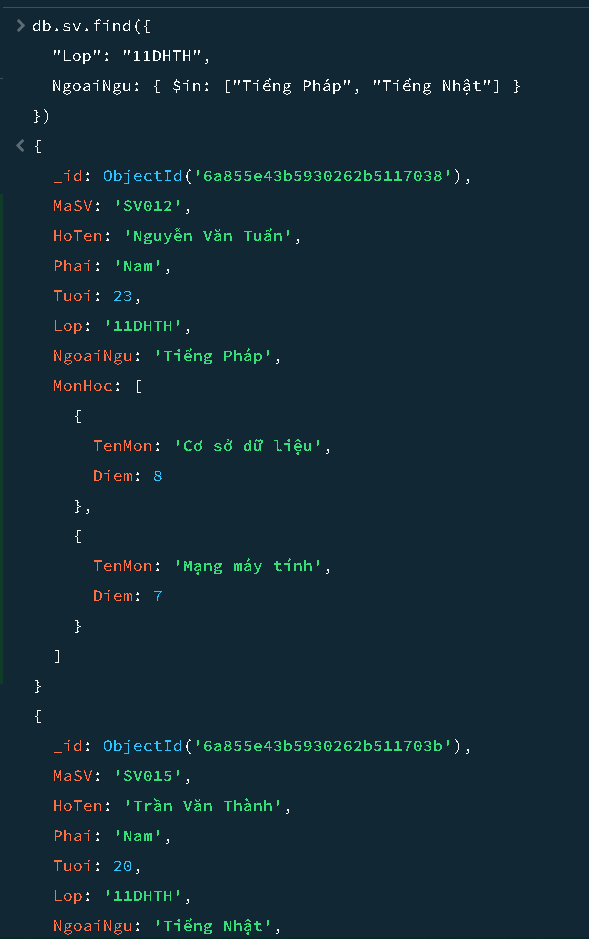 > db.sv.find({
"Lop": "11DHTH",
NgoaiNgu: { $in: ["Tiếng Pháp", "Tiếng Nhật"] }
})
< {
_id: ObjectId('6a855e43b5930262b5117038'),
MaSV: 'SV012',
HoTen: 'Nguyễn Văn Tuấn',
Phai: 'Nam',
Tuoi: 23,
Lop: '11DHTH',
NgoaiNgu: 'Tiếng Pháp',
MonHoc: [
{
TenMon: 'Cơ sở dữ liệu',
Diem: 8
},
{
TenMon: 'Mạng máy tính',
Diem: 7
}
]
}
{
_id: ObjectId('6a855e43b5930262b511703b'),
MaSV: 'SV015',
HoTen: 'Trần Văn Thành',
Phai: 'Nam',
Tuoi: 20,
Lop: '11DHTH',
NgoaiNgu: 'Tiếng Nhật',